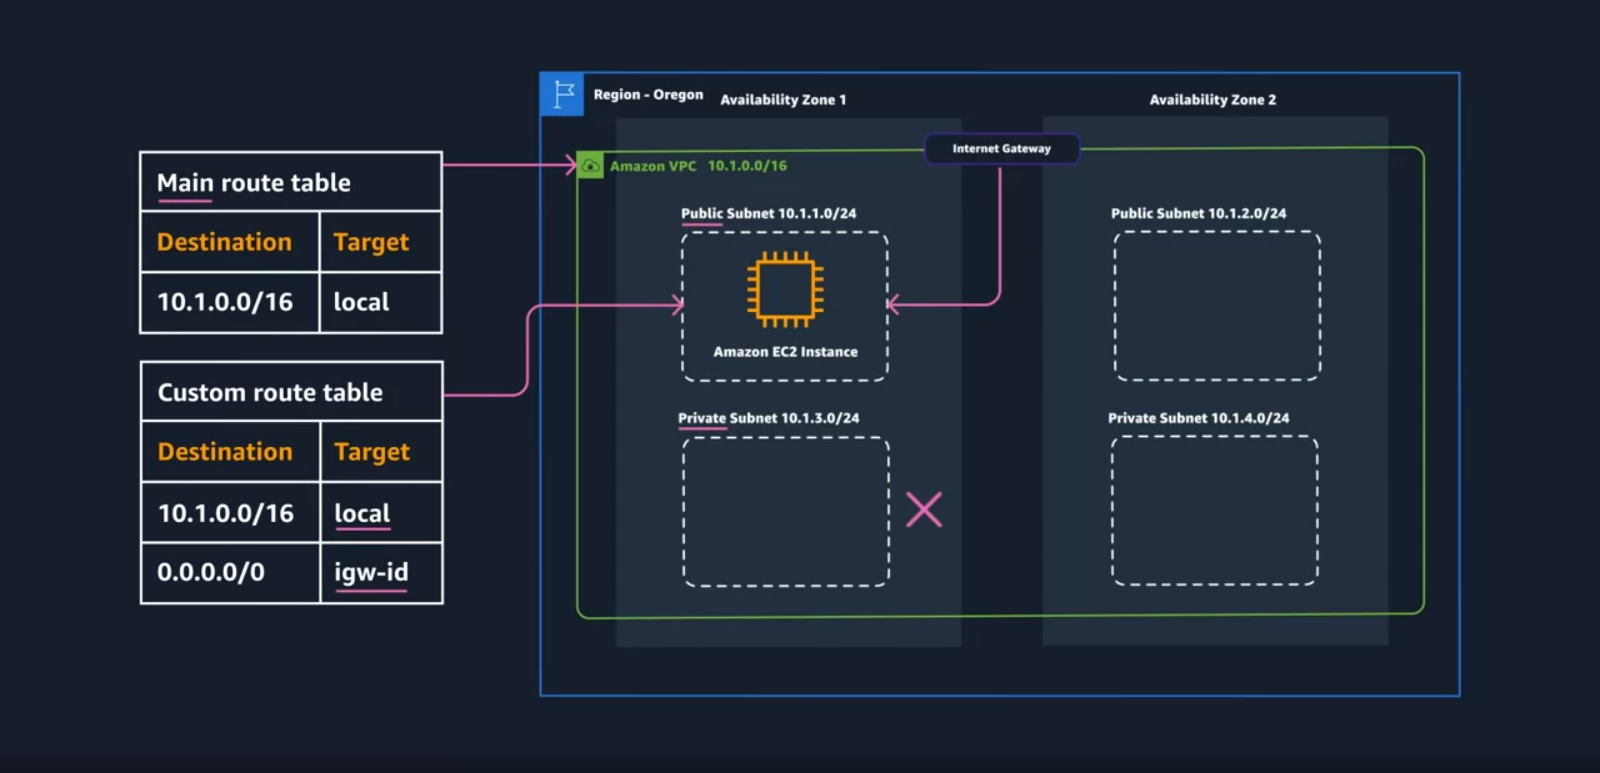 Main route table
Destination Target
10.1.0.0/16 local
Custom route table
Destination Target
10.1.0.0/16 local
0.0.0.0/0 igw-id
Region - Oregon
Availability Zone 1
Availability Zone 2
Internet Gateway
Amazon VPC 10.1.0.0/16
Public Subnet 10.1.1.0/24
Amazon EC2 Instance
Public Subnet 10.1.2.0/24
Private Subnet 10.1.3.0/24
Private Subnet 10.1.4.0/24